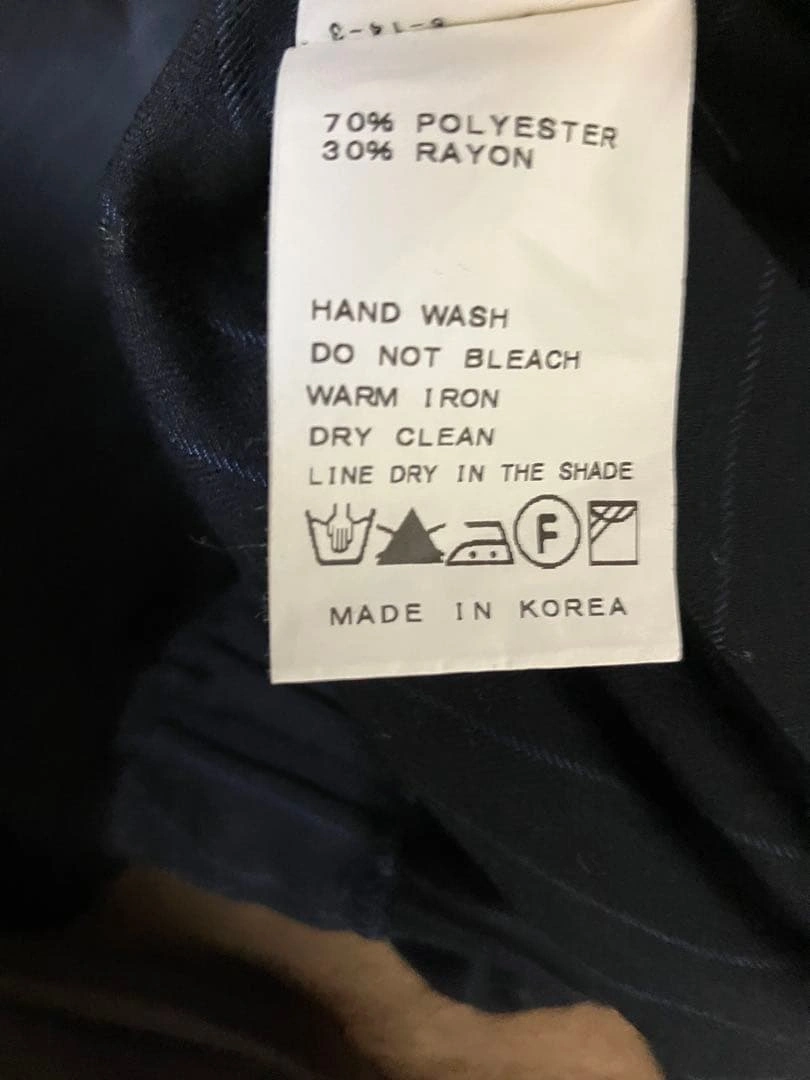 70% POLYESTER
30% RAYON
HAND WASH
DO NOT BLEACH
WARM IRON
DRY CLEAN
LINE DRY IN THE SHADE
F
MADE IN KOREA